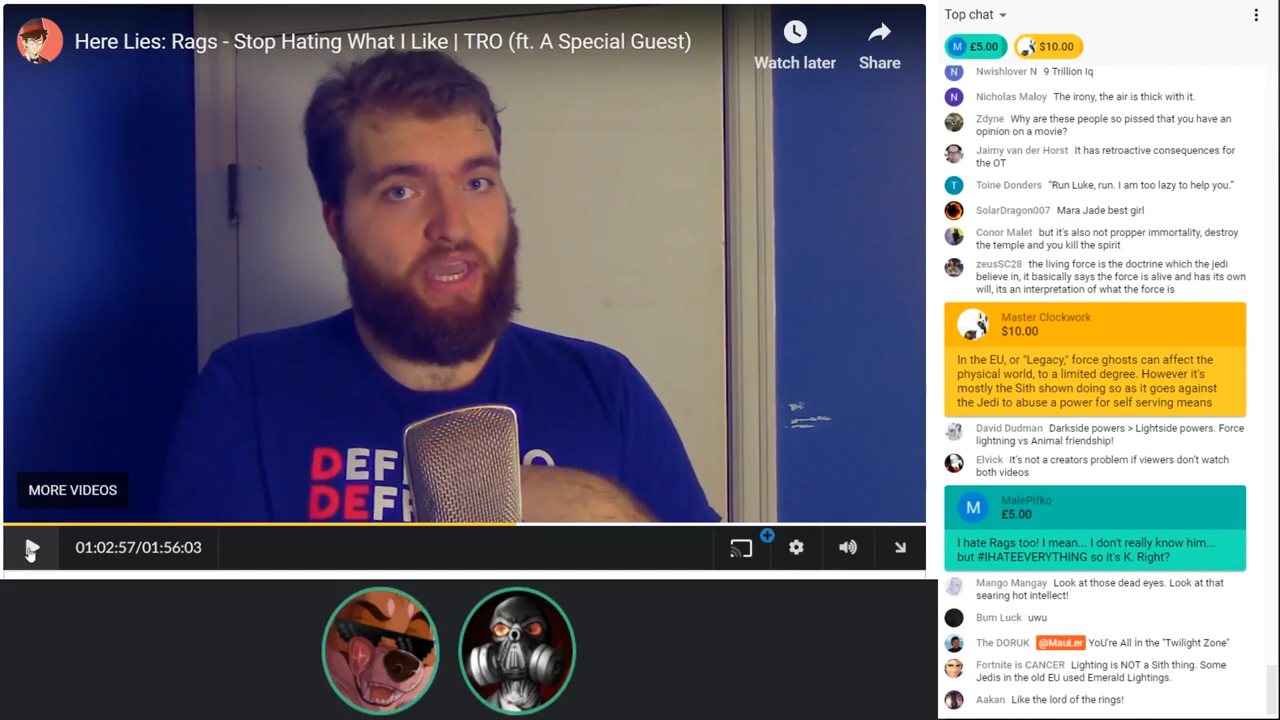 Here Lies: Rags - Stop Hating What I Like | TRO (ft. A Special Guest)
Watch later
Share
DEF
DEF
MORE VIDEOS
01:02:57/01:56:03
Top chat
M £5.00
$10.00
N Nwishlover N 9 Trillion Iq
N Nicholas Maloy The irony, the air is thick with it.
Zdyne Why are these people so pissed that you have an
opinion on a movie?
Jaimy van der Horst It has retroactive consequences for
the OT
T Toine Donders “Run Luke, run. I am too lazy to help you.”
SolarDragon007 Mara Jade best girl
Conor Malet but it's also not propper immortality, destroy
the temple and you kill the spirit
zeusSC28 the living force is the doctrine which the jedi
believe in, it basically says the force is alive and has its own
will, its an interpretation of what the force is
Master Clockwork
$10.00
In the EU, or "Legacy," force ghosts can affect the
physical world, to a limited degree. However it's
mostly the Sith shown doing so as it goes against
the Jedi to abuse a power for self serving means
David Dudman Darkside powers > Lightside powers. Force
lightning vs Animal friendship!
Elvick It’s not a creators problem if viewers don’t watch
both videos
M MalePifko
£5.00
I hate Rags too! I mean... I don't really know him...
but #IHATEEVERYTHING so it's K. Right?
Mango Mangay Look at those dead eyes. Look at that
searing hot intellect!
Bum Luck uwu
The DORUK @MauLer YoU're All İn the "Twilight Zone"
Fortnite is CANCER Lighting is NOT a Sith thing. Some
Jedis in the old EU used Emerald Lightings.
Aakan Like the lord of the rings!